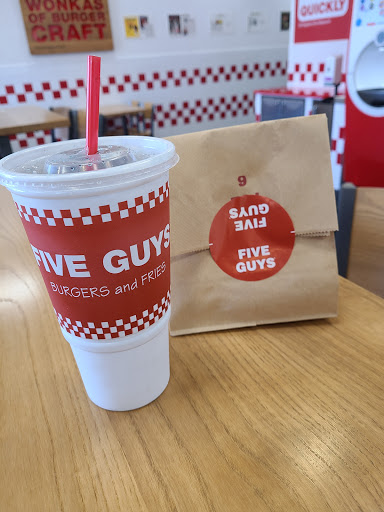 WONKAS
OF BURGER
CRAFT
QUICKLY
FIVE GUYS
BURGERS and FRIES
9
FIVE
GUYS
FIVE
GUYS